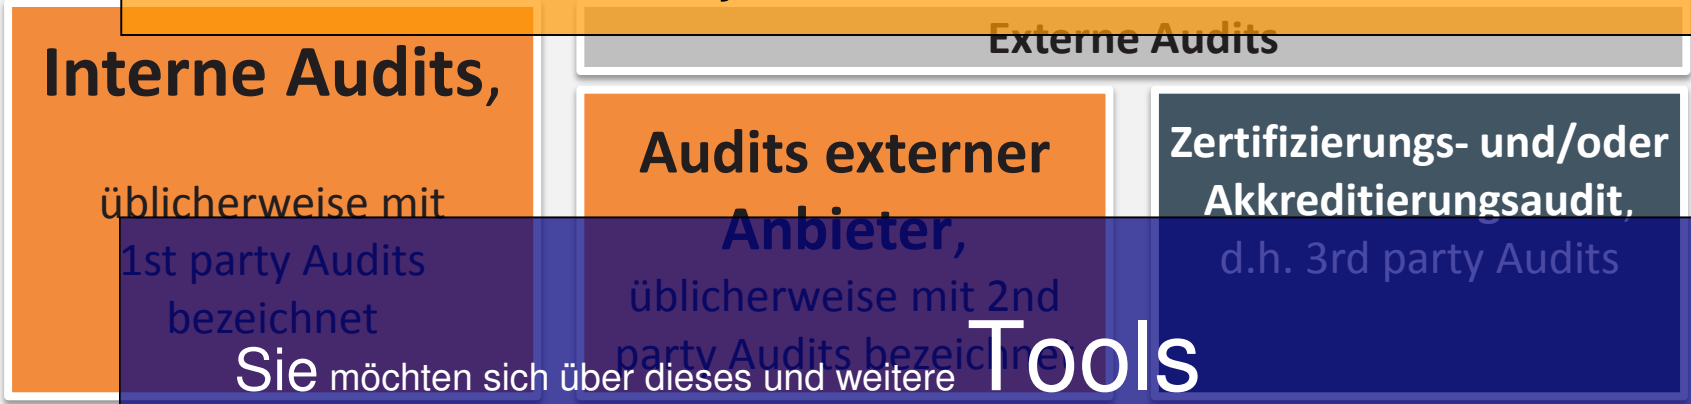 Externe Audits
Interne Audits,
üblicherweise mit
1st party Audits
bezeichnet
Audits externer
Anbieter,
üblicherweise mit 2nd
party Audits bezeichnet
Zertifizierungs- und/oder
Akkreditierungsaudit,
d.h. 3rd party Audits
Sie möchten sich über dieses und weitere Tools